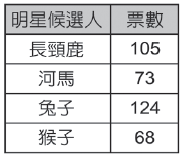 明星候選人 票數
長頸鹿 105
河馬 73
兔子 124
猴子 68